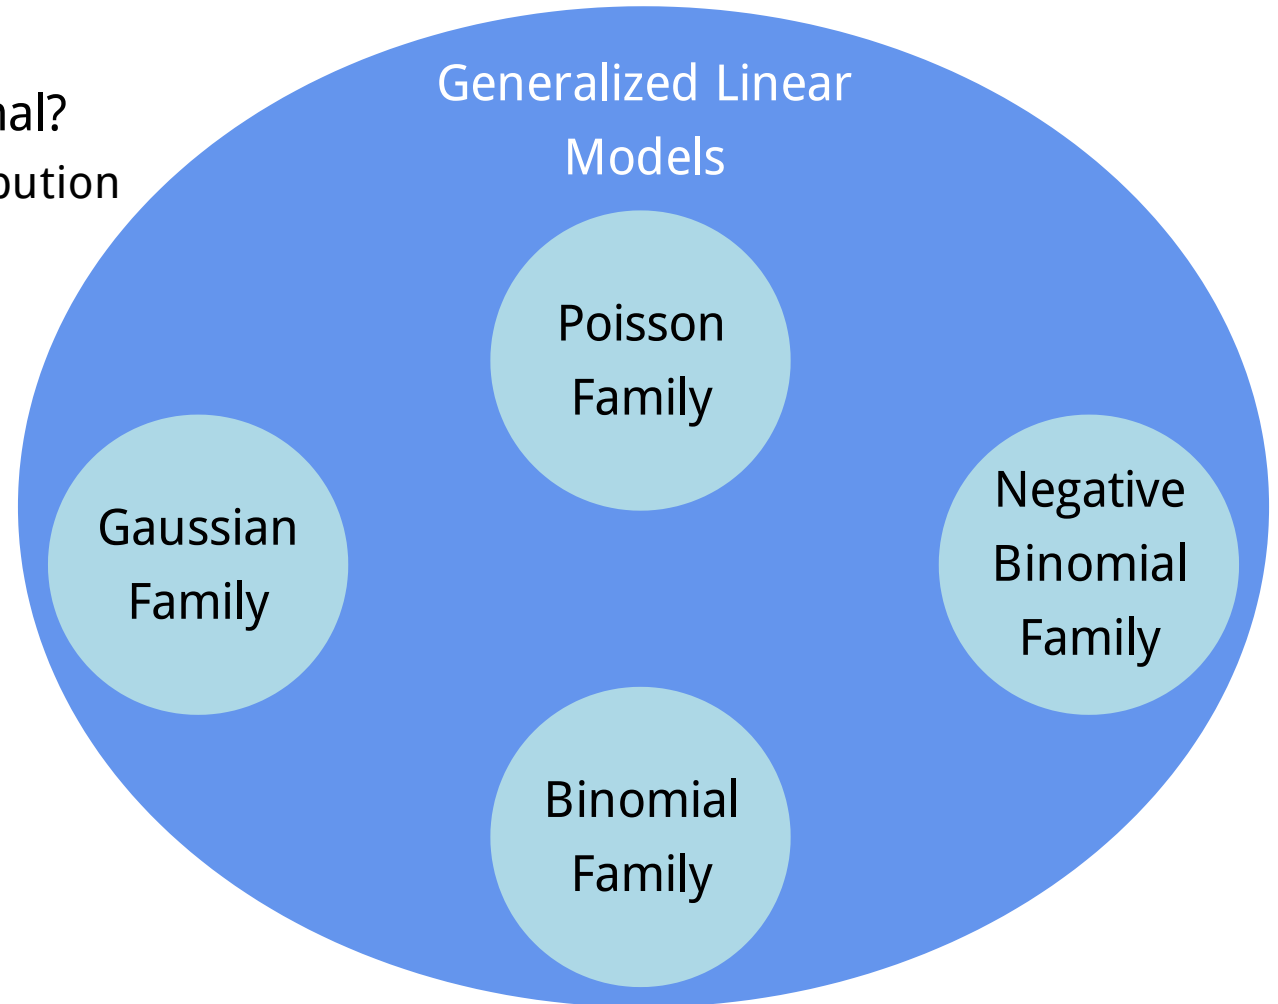 nal?
bution
Generalized Linear
Models
Poisson
Family
Gaussian
Family
Negative
Binomial
Family
Binomial
Family